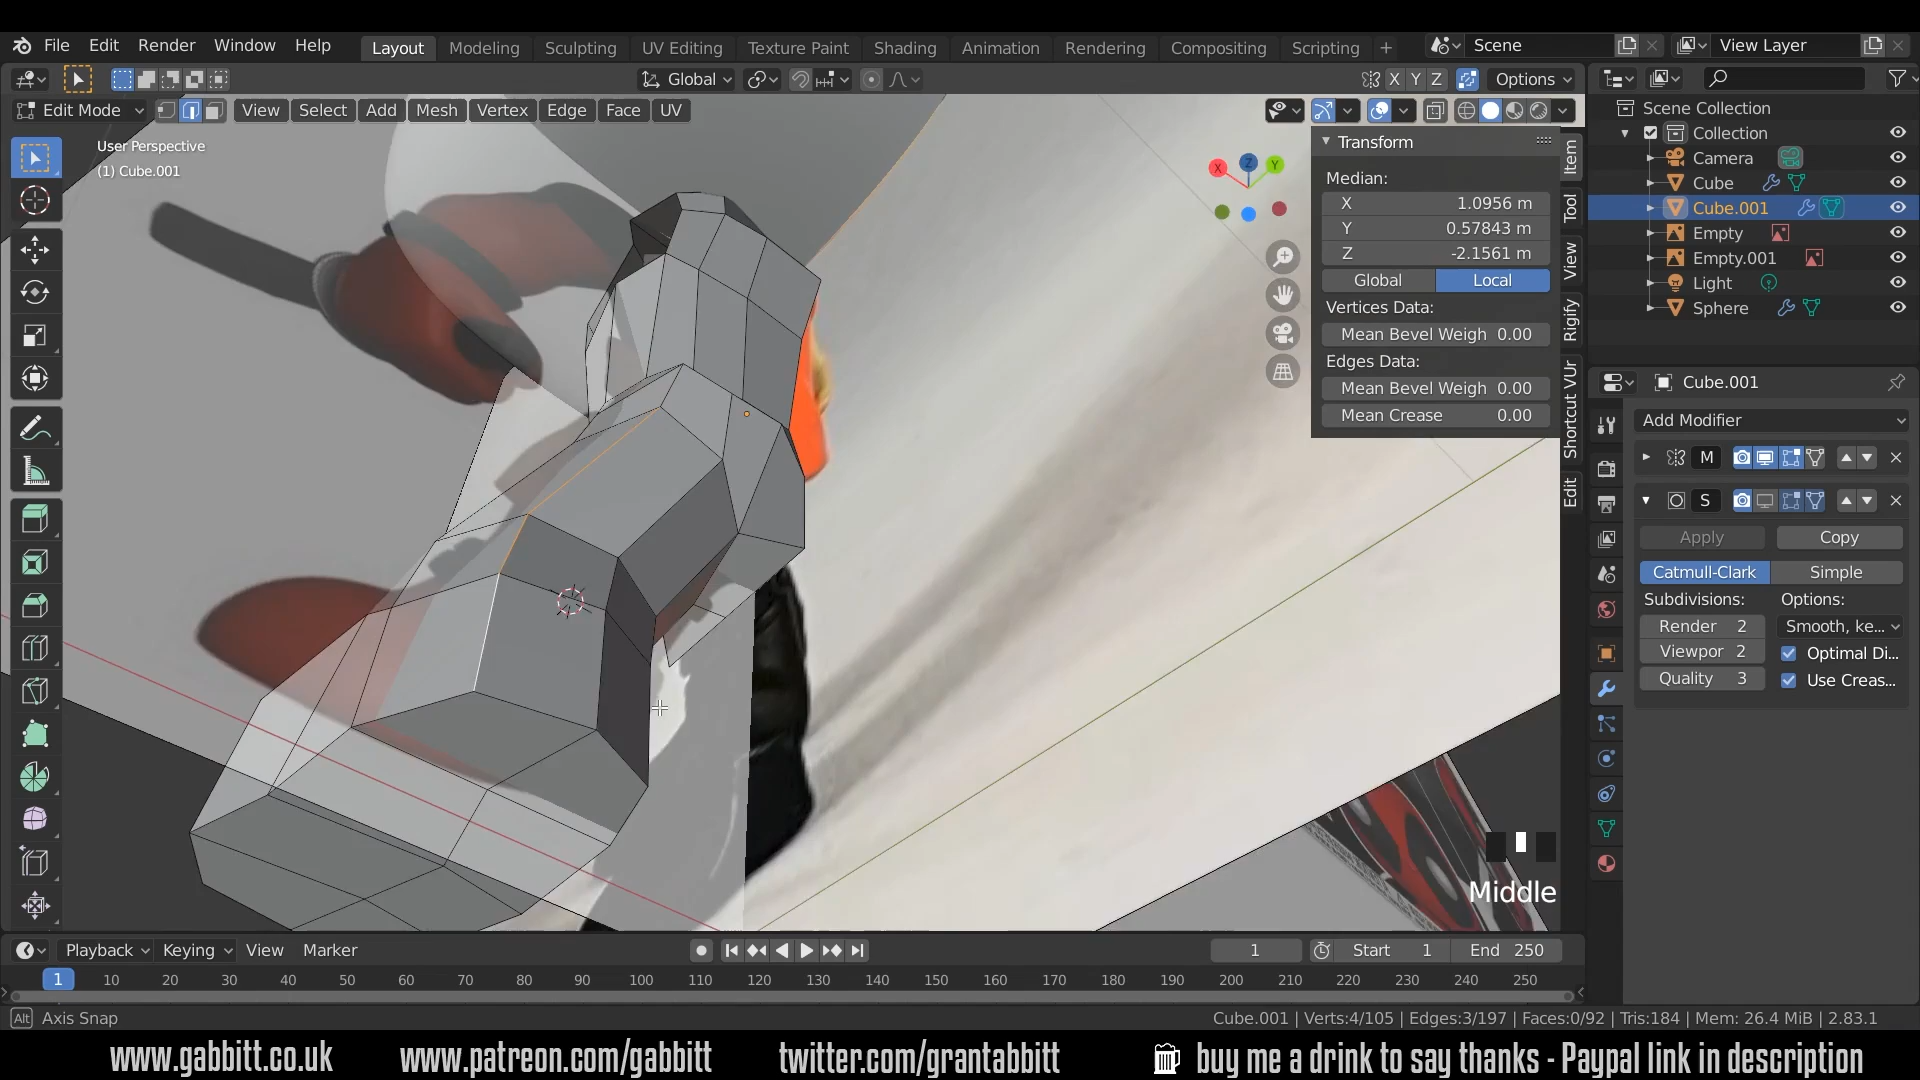 File Edit Render Window Help Layout Modeling Sculpting UV Editing Texture Paint Shading Animation Rendering Compositing Scripting + Scene View Layer
Global X Y Z Options
Edit Mode View Select Add Mesh Vertex Edge Face UV
User Perspective
(1) Cube.001
X Y Z
Transform
Median:
X 1.0956 m
Y 0.57843 m
Z -2.1561 m
Global Local
Vertices Data:
Mean Bevel Weigh 0.00
Edges Data:
Mean Bevel Weigh 0.00
Mean Crease 0.00
Item
Tool
View
Rigify
Shortcut VUr
Edit
Scene Collection
Collection
Camera
Cube
Cube.001
Empty
Empty.001
Light
Sphere
Cube.001
Add Modifier
M
S
Apply Copy
Catmull-Clark Simple
Subdivisions: Options:
Render 2 Smooth, ke...
Viewpor 2 Optimal Di...
Quality 3 Use Creas...
Middle
Playback Keying View Marker 1 Start 1 End 250
1 10 20 30 40 50 60 70 80 90 100 110 120 130 140 150 160 170 180 190 200 210 220 230 240 250
Alt Axis Snap Cube.001 | Verts:4/105 | Edges:3/197 | Faces:0/92 | Tris:184 | Mem: 26.4 MiB | 2.83.1
www.gabbitt.co.uk www.patreon.com/gabbitt twitter.com/grantabbitt buy me a drink to say thanks - Paypal link in description